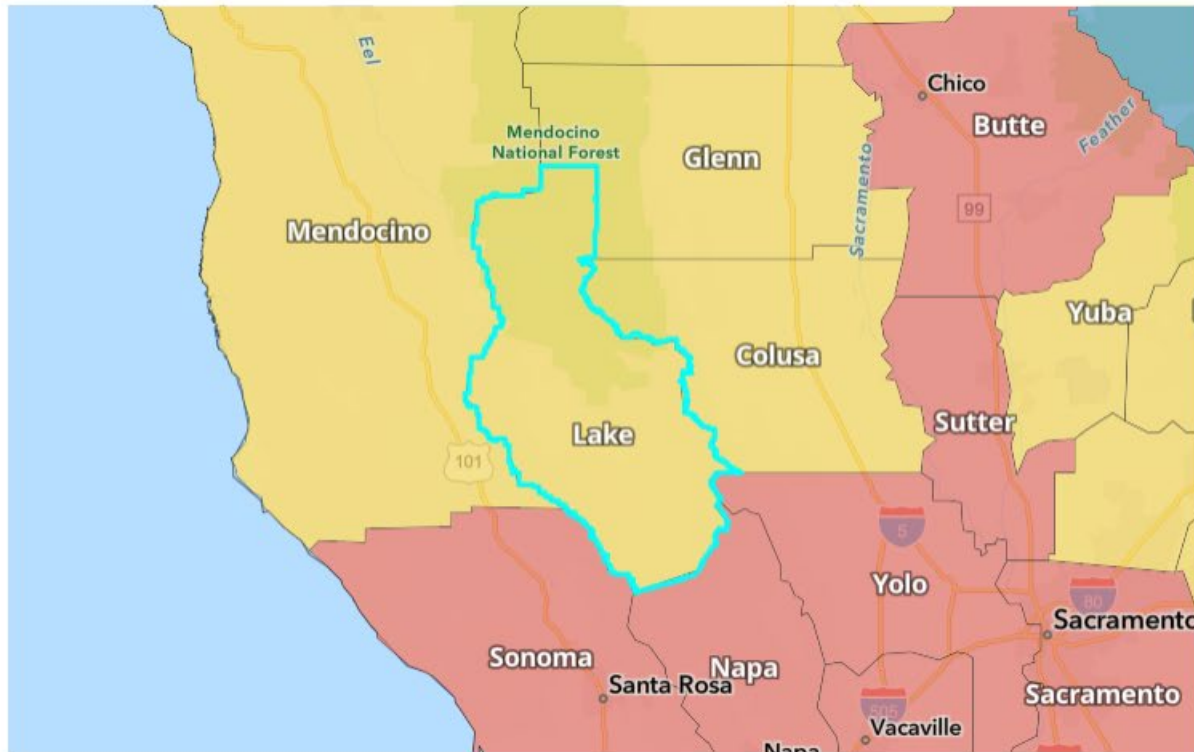 Eel
Chico
Butte
Feather
Mendocino
National Forest
Glenn
Sacramento
99
Mendocino
Yuba
Colusa
Sutter
Lake
101
5
Yolo
80
Sacramento
Sonoma
Napa
Santa Rosa
Sacramento
505
Vacaville
Napa